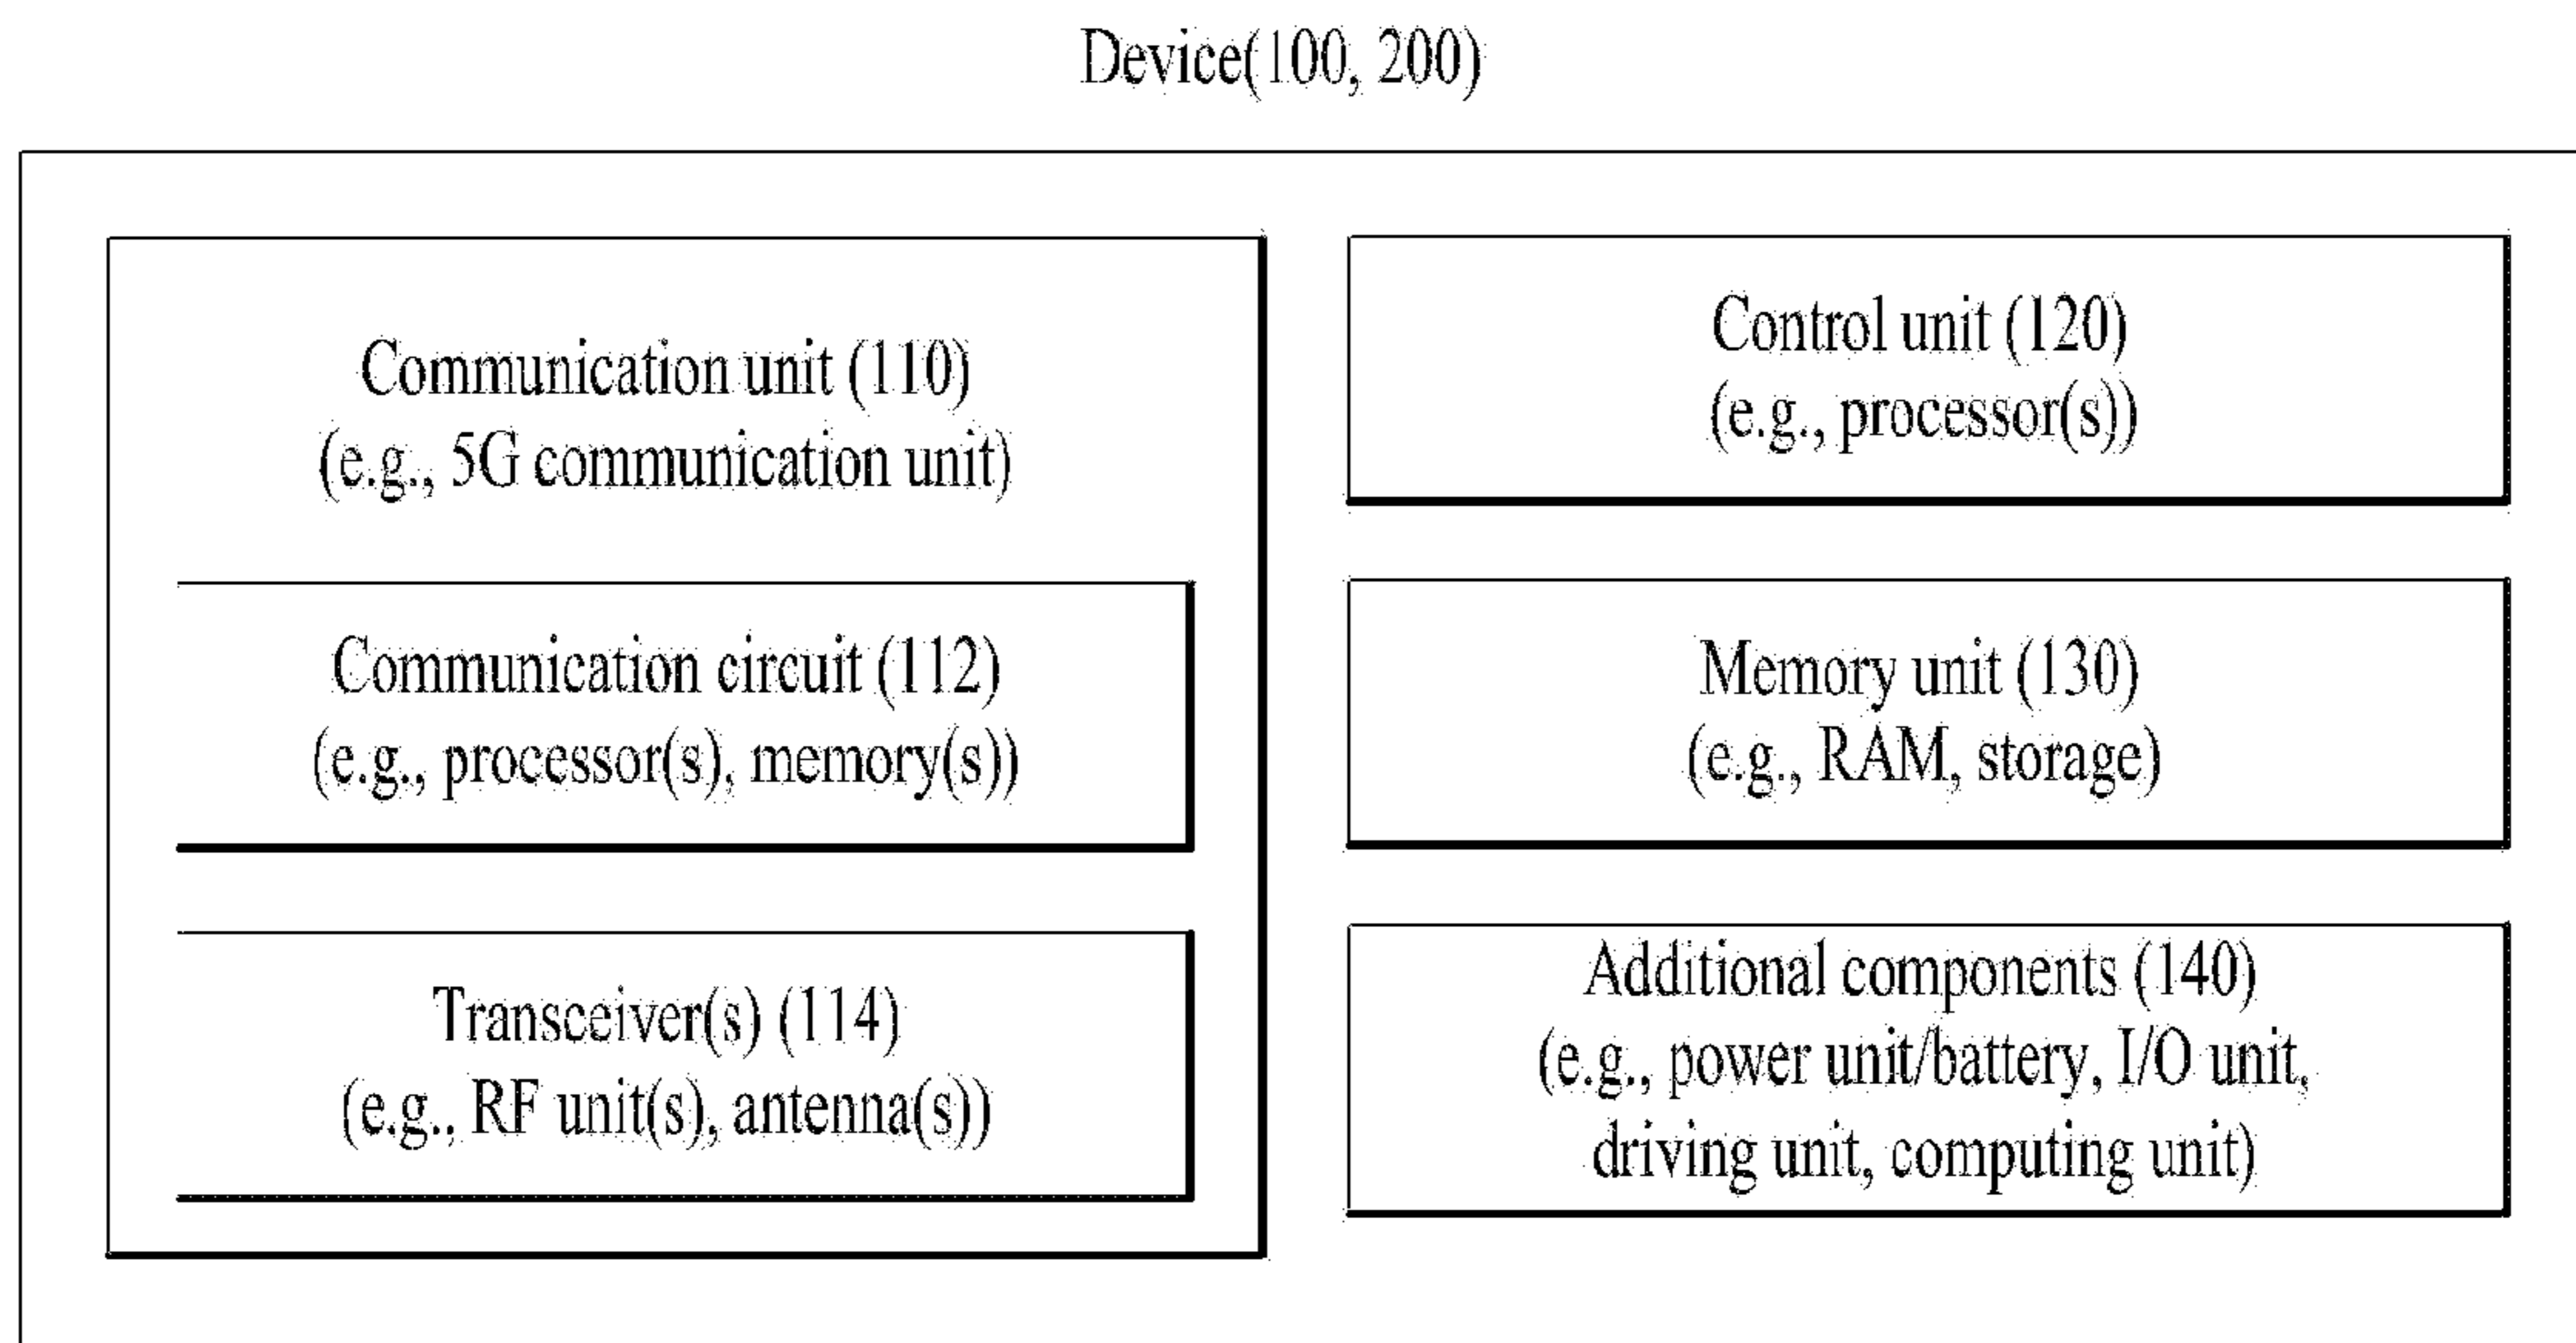 Device(100, 200)
Communication unit (110)
(e.g., 5G communication unit)
Communication circuit (112)
(e.g., processor(s), memory(s))
Transceiver(s) (114)
(e.g., RF unit(s), antenna(s))
Control unit (120)
(e.g., processor(s))
Memory unit (130)
(e.g., RAM, storage)
Additional components (140)
(e.g., power unit/battery, I/O unit,
driving unit, computing unit)